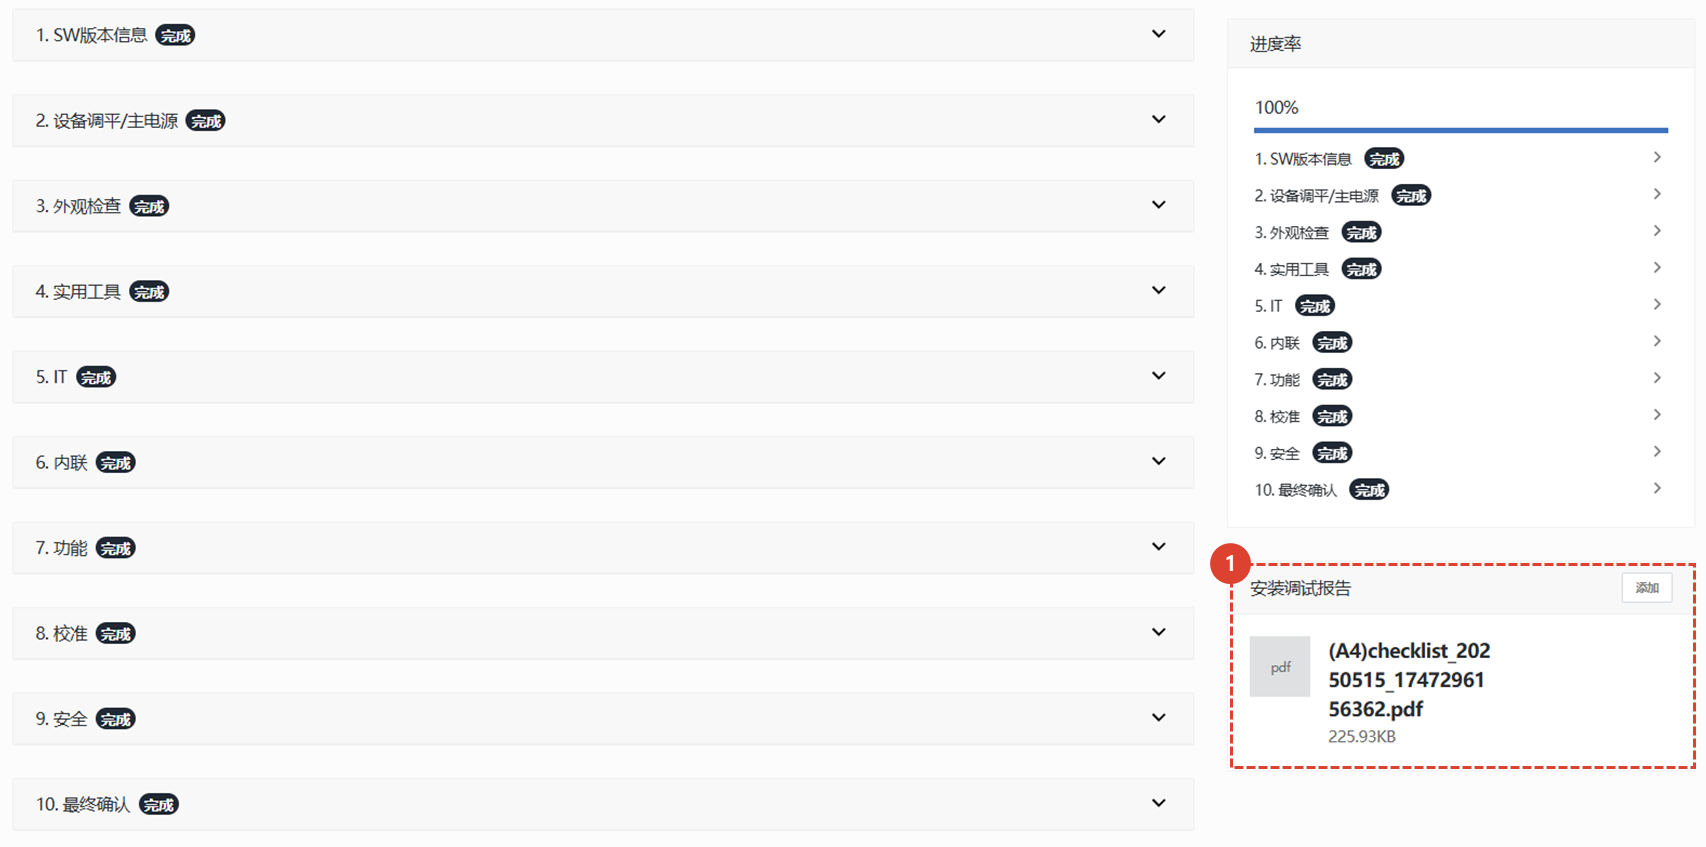 1. SW版本信息 完成
2. 设备调平/主电源 完成
3. 外观检查 完成
4. 实用工具 完成
5. IT 完成
6. 内联 完成
7. 功能 完成
8. 校准 完成
9. 安全 完成
10. 最终确认 完成
进度率
100%
1. SW版本信息 完成
2. 设备调平/主电源 完成
3. 外观检查 完成
4. 实用工具 完成
5. IT 完成
6. 内联 完成
7. 功能 完成
8. 校准 完成
9. 安全 完成
10. 最终确认 完成
1
安装调试报告 添加
pdf
(A4)checklist_202
50515_17472961
56362.pdf
225.93KB